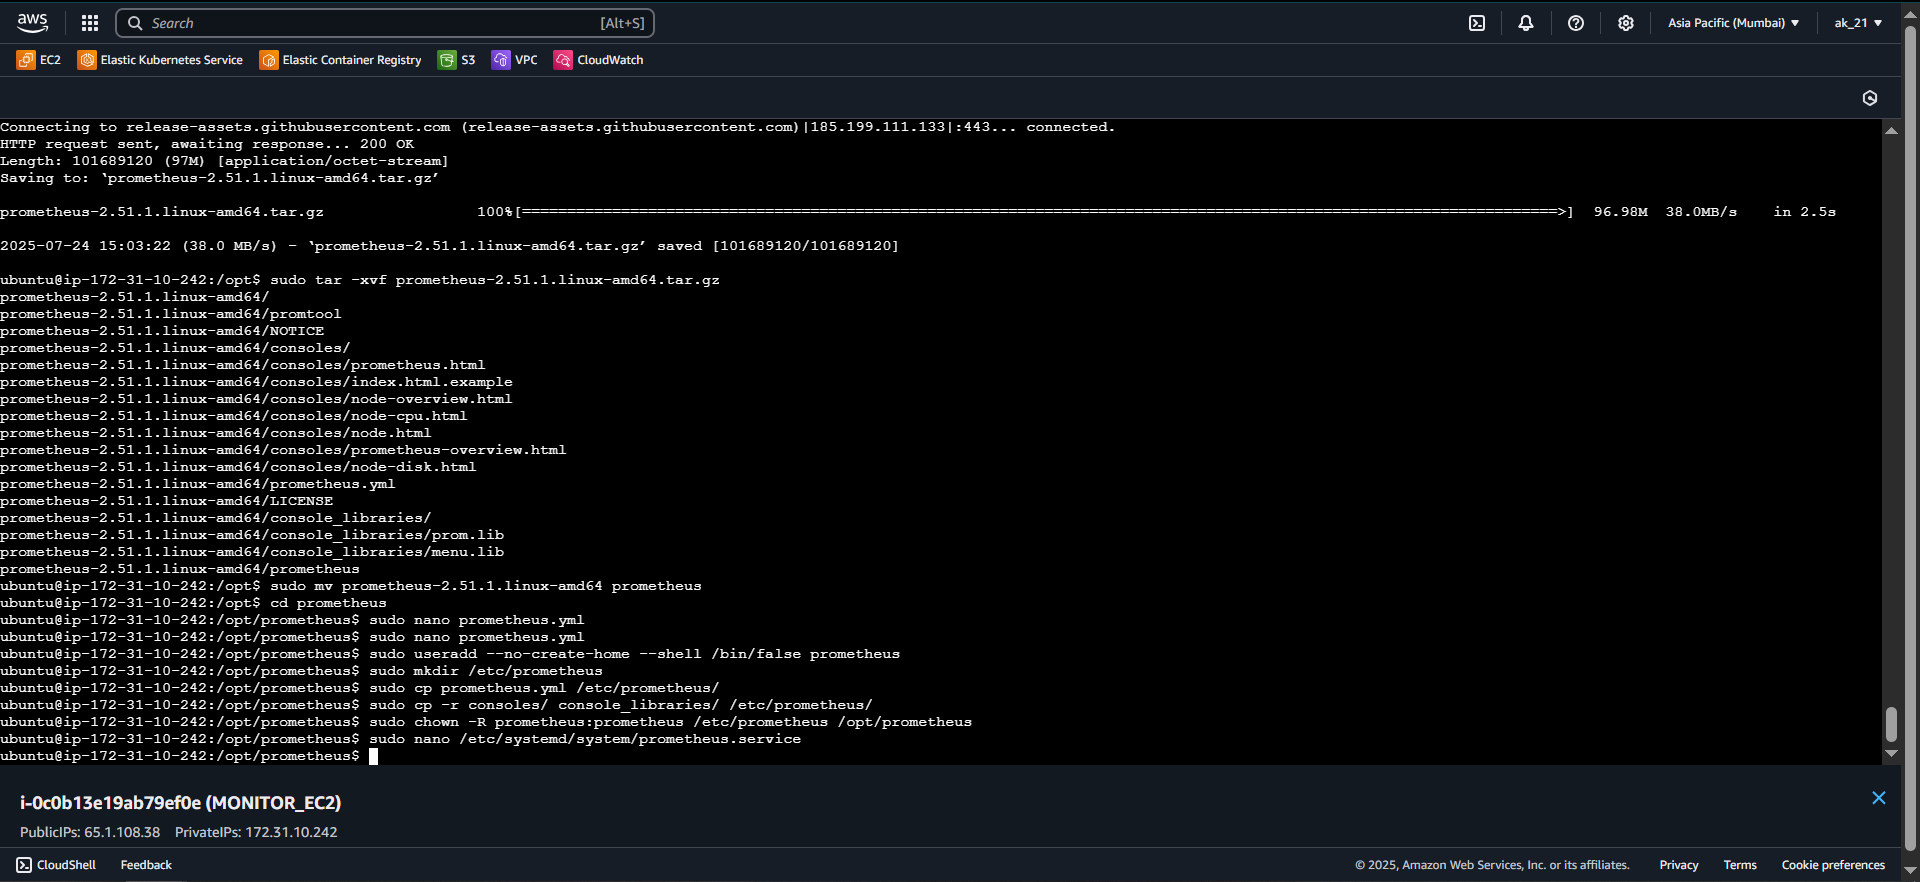 aws
Search [Alt+S]
Asia Pacific (Mumbai) ▼ ak_21 ▼
EC2 Elastic Kubernetes Service Elastic Container Registry S3 VPC CloudWatch
Connecting to release-assets.githubusercontent.com (release-assets.githubusercontent.com)|185.199.111.133|:443... connected.
HTTP request sent, awaiting response... 200 OK
Length: 101689120 (97M) [application/octet-stream]
Saving to: ‘prometheus-2.51.1.linux-amd64.tar.gz’
prometheus-2.51.1.linux-amd64.tar.gz 100%[===================================================================================================================>] 96.98M 38.0MB/s in 2.5s
2025-07-24 15:03:22 (38.0 MB/s) - ‘prometheus-2.51.1.linux-amd64.tar.gz’ saved [101689120/101689120]
ubuntu@ip-172-31-10-242:/opt$ sudo tar -xvf prometheus-2.51.1.linux-amd64.tar.gz
prometheus-2.51.1.linux-amd64/
prometheus-2.51.1.linux-amd64/promtool
prometheus-2.51.1.linux-amd64/NOTICE
prometheus-2.51.1.linux-amd64/consoles/
prometheus-2.51.1.linux-amd64/consoles/prometheus.html
prometheus-2.51.1.linux-amd64/consoles/index.html.example
prometheus-2.51.1.linux-amd64/consoles/node-overview.html
prometheus-2.51.1.linux-amd64/consoles/node-cpu.html
prometheus-2.51.1.linux-amd64/consoles/node.html
prometheus-2.51.1.linux-amd64/consoles/prometheus-overview.html
prometheus-2.51.1.linux-amd64/consoles/node-disk.html
prometheus-2.51.1.linux-amd64/prometheus.yml
prometheus-2.51.1.linux-amd64/LICENSE
prometheus-2.51.1.linux-amd64/console_libraries/
prometheus-2.51.1.linux-amd64/console_libraries/prom.lib
prometheus-2.51.1.linux-amd64/console_libraries/menu.lib
prometheus-2.51.1.linux-amd64/prometheus
ubuntu@ip-172-31-10-242:/opt$ sudo mv prometheus-2.51.1.linux-amd64 prometheus
ubuntu@ip-172-31-10-242:/opt$ cd prometheus
ubuntu@ip-172-31-10-242:/opt/prometheus$ sudo nano prometheus.yml
ubuntu@ip-172-31-10-242:/opt/prometheus$ sudo nano prometheus.yml
ubuntu@ip-172-31-10-242:/opt/prometheus$ sudo useradd --no-create-home --shell /bin/false prometheus
ubuntu@ip-172-31-10-242:/opt/prometheus$ sudo mkdir /etc/prometheus
ubuntu@ip-172-31-10-242:/opt/prometheus$ sudo cp prometheus.yml /etc/prometheus/
ubuntu@ip-172-31-10-242:/opt/prometheus$ sudo cp -r consoles/ console_libraries/ /etc/prometheus/
ubuntu@ip-172-31-10-242:/opt/prometheus$ sudo chown -R prometheus:prometheus /etc/prometheus /opt/prometheus
ubuntu@ip-172-31-10-242:/opt/prometheus$ sudo nano /etc/systemd/system/prometheus.service
ubuntu@ip-172-31-10-242:/opt/prometheus$
i-0c0b13e19ab79ef0e (MONITOR_EC2)
PublicIPs: 65.1.108.38 PrivateIPs: 172.31.10.242
CloudShell Feedback © 2025, Amazon Web Services, Inc. or its affiliates. Privacy Terms Cookie preferences